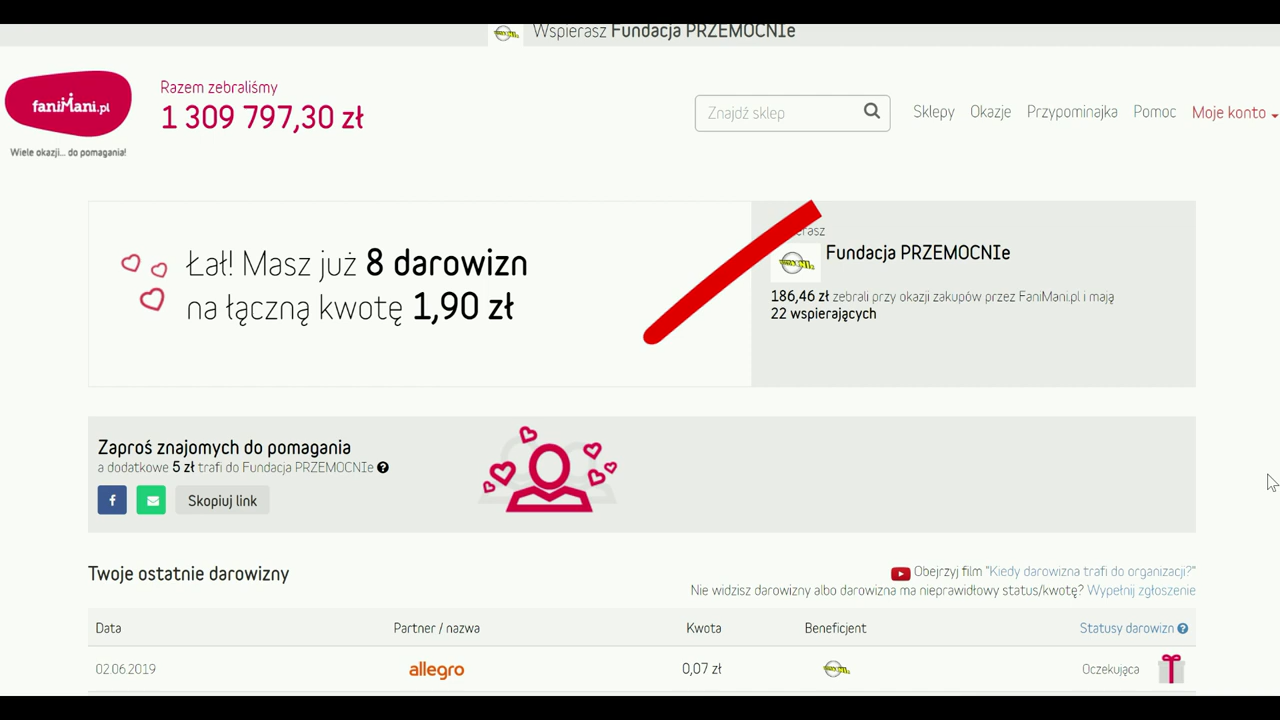 Wspierasz Fundacja PRZEMOCNIe
faniMani.pl
Wiele okazji... do pomagania!
Razem zebraliśmy
1 309 797,30 zł
Znajdź sklep
Sklepy Okazje Przypominajka Pomoc Moje konto
Łał! Masz już 8 darowizn
na łączną kwotę 1,90 zł
Fundacja PRZEMOCNIe
186,46 zł zebrali przy okazji zakupów przez FaniMani.pl i mają
22 wspierających
Zaproś znajomych do pomagania
a dodatkowe 5 zł trafi do Fundacja PRZEMOCNIe
Skopiuj link
Twoje ostatnie darowizny
Obejrzyj film "Kiedy darowizna trafi do organizacji?"
Nie widzisz darowizny albo darowizna ma nieprawidłowy status/kwotę? Wypełnij zgłoszenie
Data Partner / nazwa Kwota Beneficjent Statusy darowizn
02.06.2019 allegro 0,07 zł Oczekująca